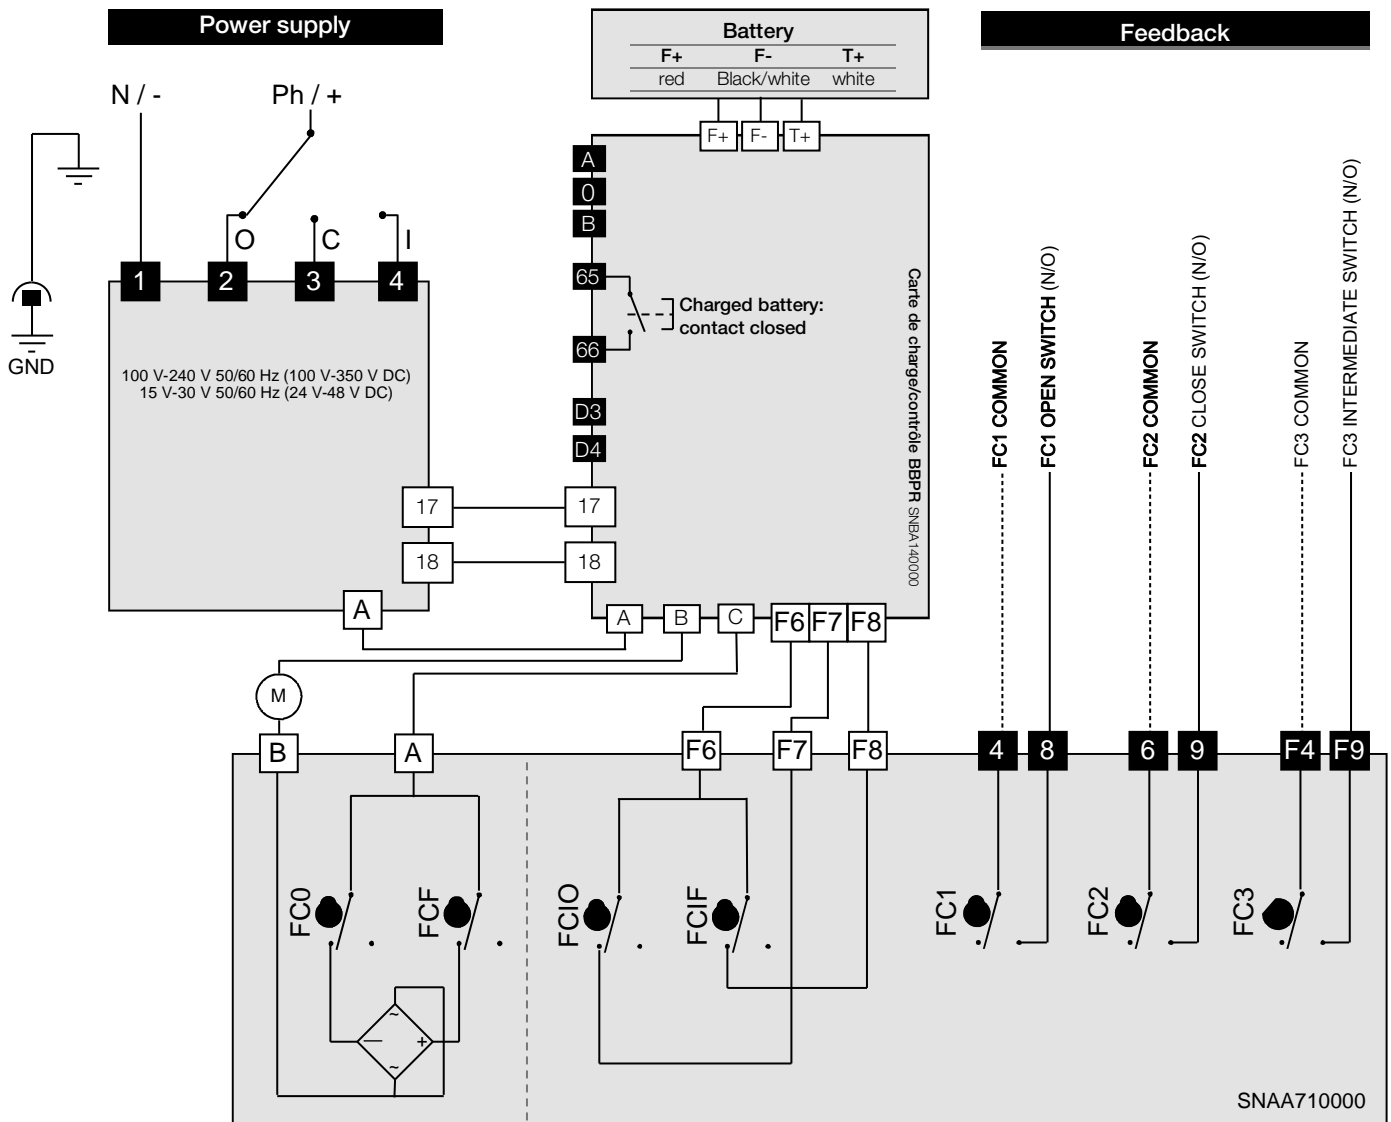 Power supply
Battery
F+ F- T+
red Black/white white
Feedback
N / -
Ph / +
F+ F- T+
A
0
B
O
C
I
1 2 3 4
65
Charged battery:
contact closed
66
GND
100 V-240 V 50/60 Hz (100 V-350 V DC)
15 V-30 V 50/60 Hz (24 V-48 V DC)
D3
D4
17
18
17
18
Carte de charge/contrôle BBPR SNBA140000
FC1 COMMON
FC1 OPEN SWITCH (N/O)
FC2 COMMON
FC2 CLOSE SWITCH (N/O)
FC3 COMMON
FC3 INTERMEDIATE SWITCH (N/O)
A
A B C F6 F7 F8
M
B A F6 F7 F8 4 8 6 9 F4 F9
FC0
FCF
FCIO
FCIF
FC1
FC2
FC3
~
— +
~
SNAA710000